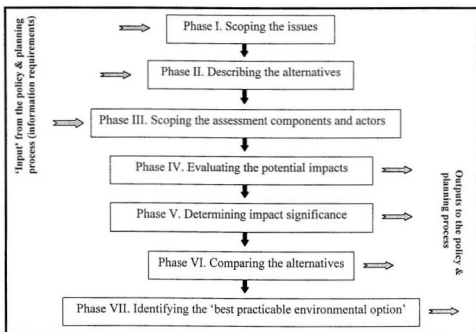 'Input' from the policy & planning
process (information requirements)
Phase I. Scoping the issues
Phase II. Describing the alternatives
Phase III. Scoping the assessment components and actors
Phase IV. Evaluating the potential impacts
Phase V. Determining impact significance
Phase VI. Comparing the alternatives
Phase VII. Identifying the 'best practicable environmental option'
Outputs to the policy &
planning process